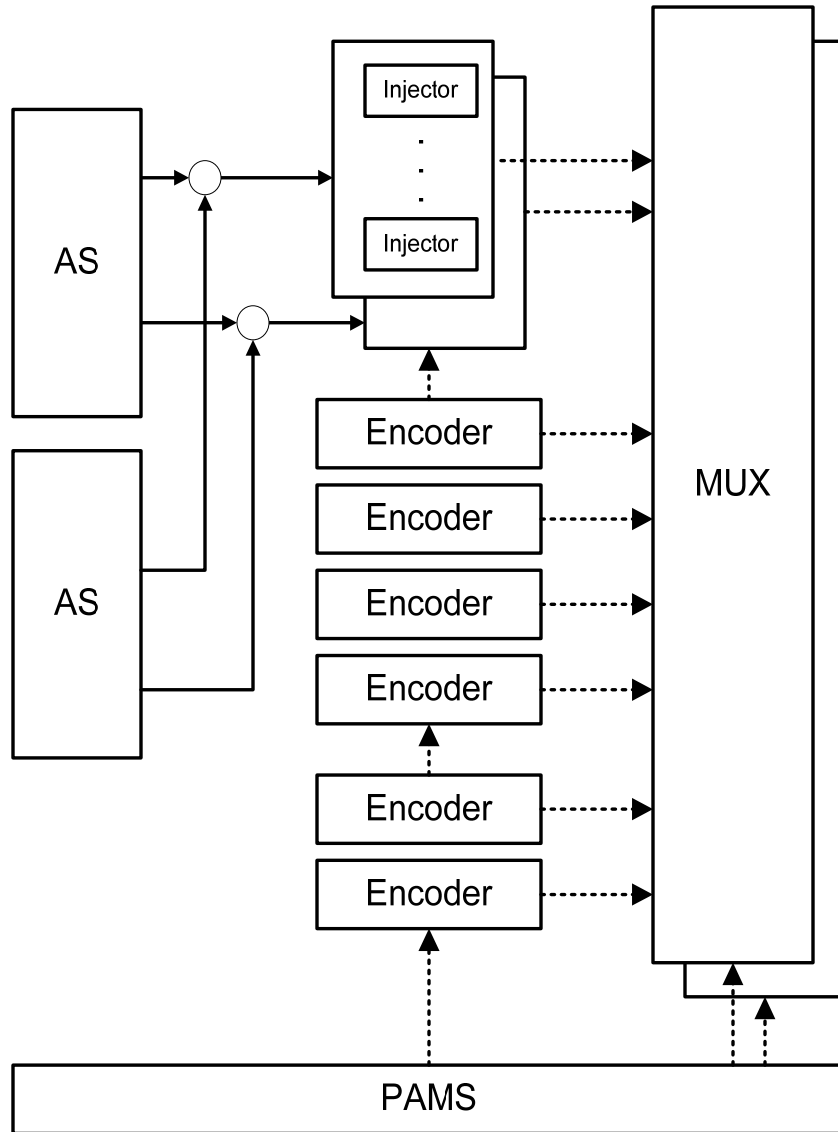 Injector
.
.
.
Injector
AS
AS
Encoder
Encoder
Encoder
Encoder
Encoder
Encoder
MUX
PAMS